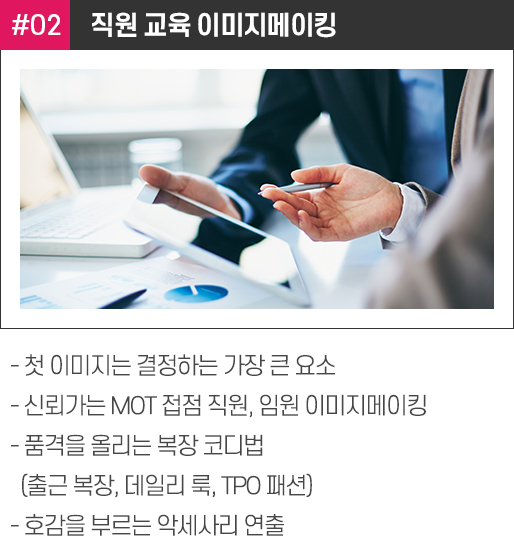 #02 직원 교육 이미지메이킹
- 첫 이미지는 결정하는 가장 큰 요소
- 신뢰가는 MOT 접점 직원, 임원 이미지메이킹
- 품격을 올리는 복장 코디법
(출근 복장, 데일리 룩, TPO 패션)
- 호감을 부르는 악세사리 연출